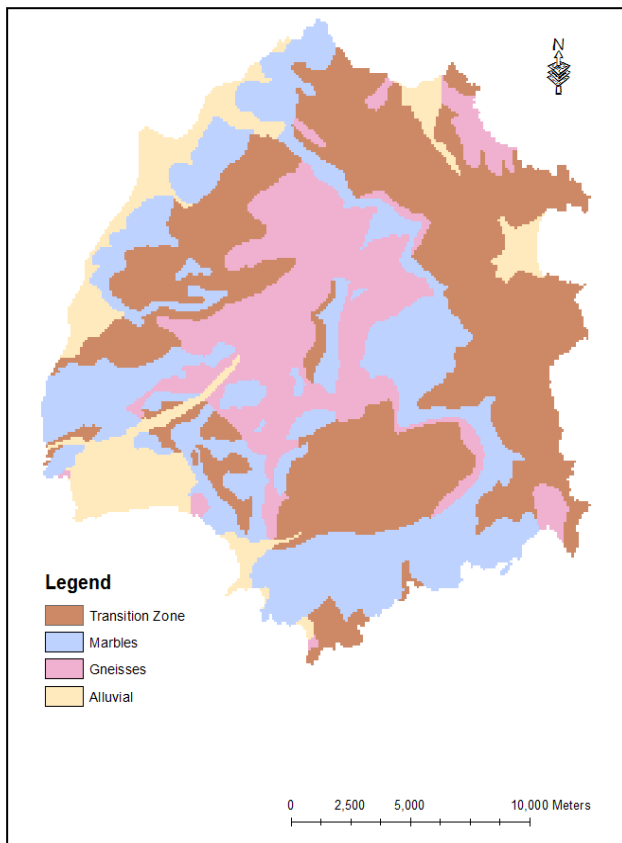 N
Legend
Transition Zone
Marbles
Gneisses
Alluvial
0 2,500 5,000 10,000 Meters